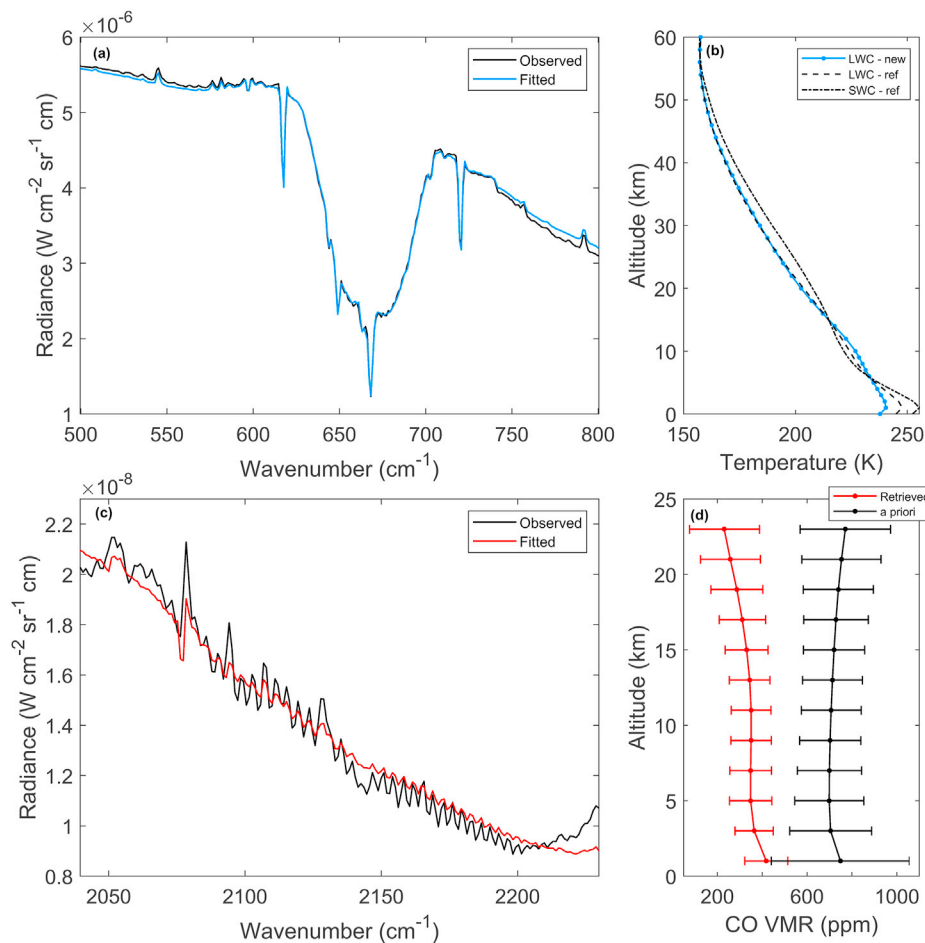 ×10⁻⁶
(a)
Observed
Fitted
6
5
4
3
2
1
Radiance (W cm⁻² sr⁻¹ cm)
500 550 600 650 700 750 800
Wavenumber (cm⁻¹)
(b)
LWC - new
LWC - ref
SWC - ref
60
50
40
30
20
10
0
Altitude (km)
150 200 250
Temperature (K)
×10⁻⁸
(c)
Observed
Fitted
2.2
2
1.8
1.6
1.4
1.2
1
0.8
Radiance (W cm⁻² sr⁻¹ cm)
2050 2100 2150 2200
Wavenumber (cm⁻¹)
(d)
Retrieved
a priori
25
20
15
10
5
0
Altitude (km)
200 600 1000
CO VMR (ppm)